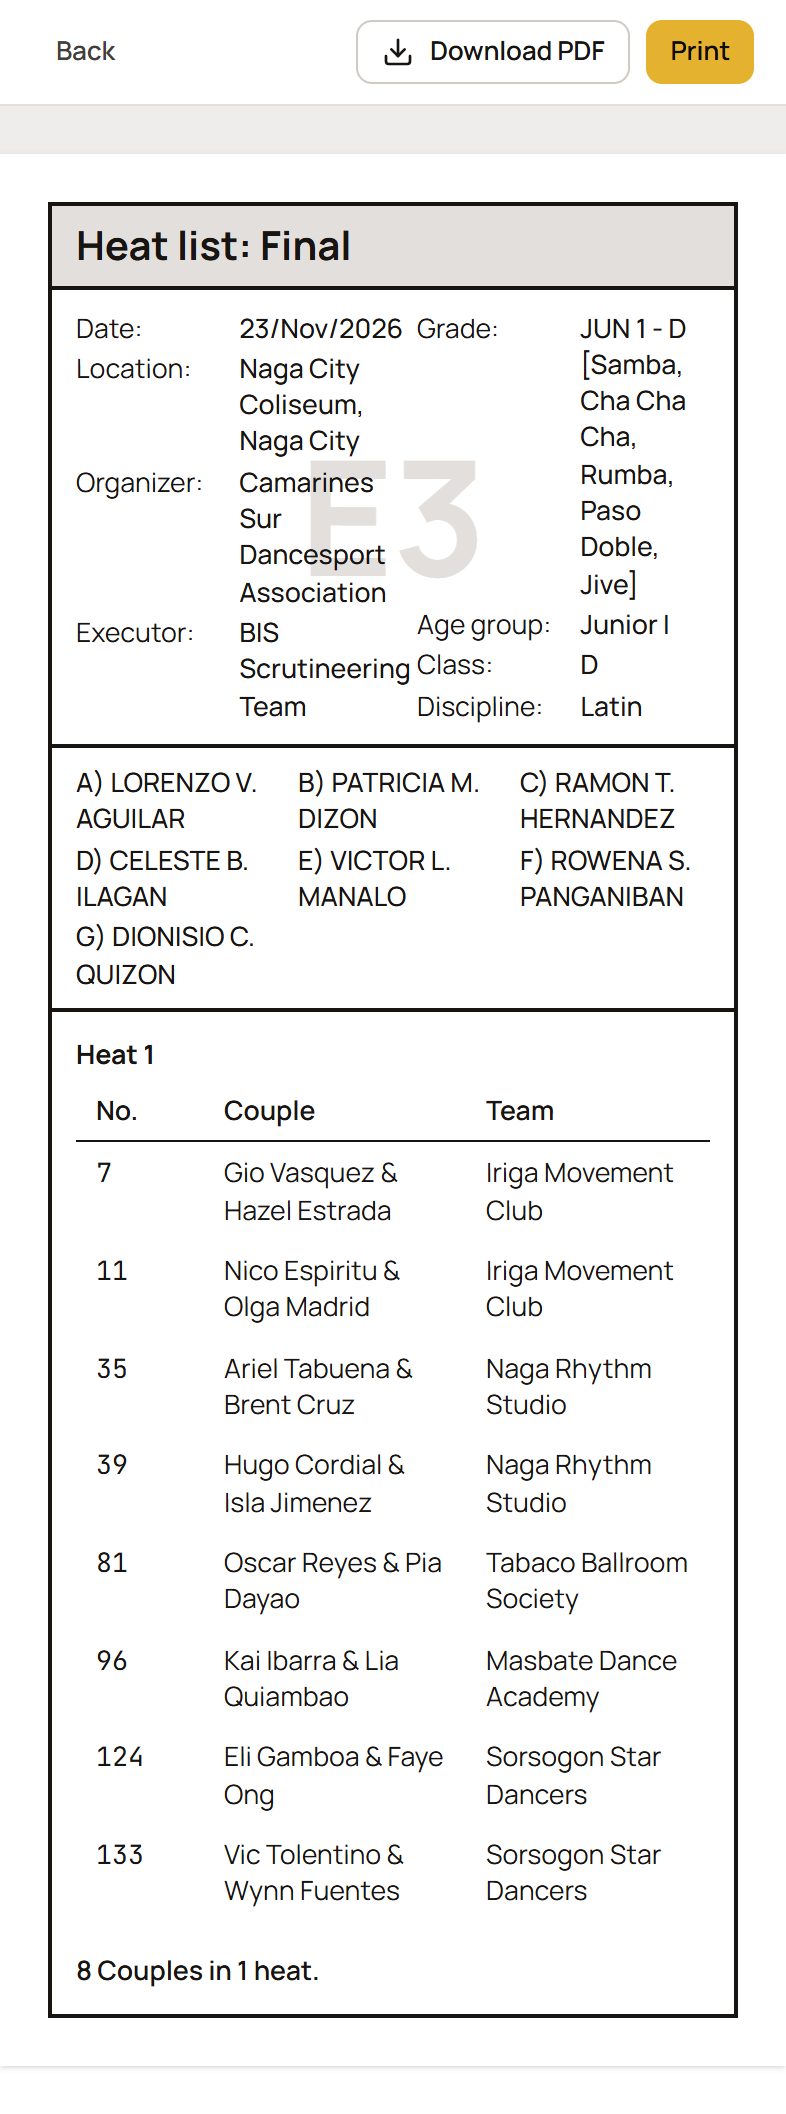 Back
Download PDF
Print
Heat list: Final
Date:
23/Nov/2026
Location:
Naga City
Coliseum,
Naga City
Organizer:
Camarines
Sur
Dancesport
Association
Executor:
BIS
Scrutineering
Team
Grade:
JUN 1 - D
[Samba,
Cha Cha
Cha,
Rumba,
Paso
Doble,
Jive]
Age group:
Junior I
Class:
D
Discipline:
Latin
E3
A) LORENZO V.
AGUILAR
B) PATRICIA M.
DIZON
C) RAMON T.
HERNANDEZ
D) CELESTE B.
ILAGAN
E) VICTOR L.
MANALO
F) ROWENA S.
PANGANIBAN
G) DIONISIO C.
QUIZON
Heat 1
No.
Couple
Team
7
Gio Vasquez &
Hazel Estrada
Iriga Movement
Club
11
Nico Espiritu &
Olga Madrid
Iriga Movement
Club
35
Ariel Tabuena &
Brent Cruz
Naga Rhythm
Studio
39
Hugo Cordial &
Isla Jimenez
Naga Rhythm
Studio
81
Oscar Reyes & Pia
Dayao
Tabaco Ballroom
Society
96
Kai Ibarra & Lia
Quiambao
Masbate Dance
Academy
124
Eli Gamboa & Faye
Ong
Sorsogon Star
Dancers
133
Vic Tolentino &
Wynn Fuentes
Sorsogon Star
Dancers
8 Couples in 1 heat.